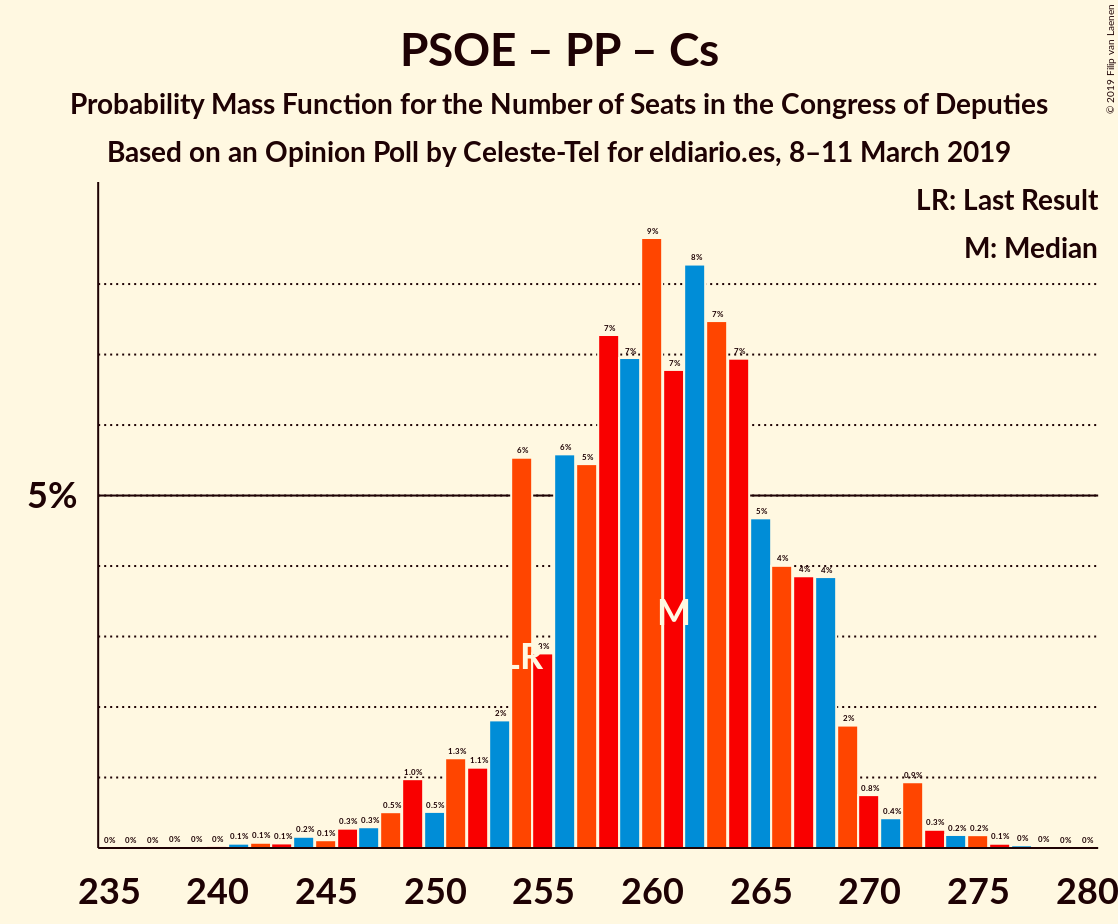 PSOE – PP – Cs
Probability Mass Function for the Number of Seats in the Congress of Deputies
Based on an Opinion Poll by Celeste-Tel for eldiario.es, 8–11 March 2019
© 2019 Filip van Laenen
LR: Last Result
M: Median
5%
0% 0% 0% 0% 0% 0% 0.1% 0.1% 0.1% 0.2% 0.1% 0.3% 0.3% 0.5% 1.0% 0.5% 1.3% 1.1% 2% 6% 3% 6% 5% 7% 7% 9% 7% 8% 7% 7% 5% 4% 4% 4% 2% 0.8% 0.4% 0.9% 0.3% 0.2% 0.2% 0.1% 0% 0% 0% 0%
LR
M
235 240 245 250 255 260 265 270 275 280